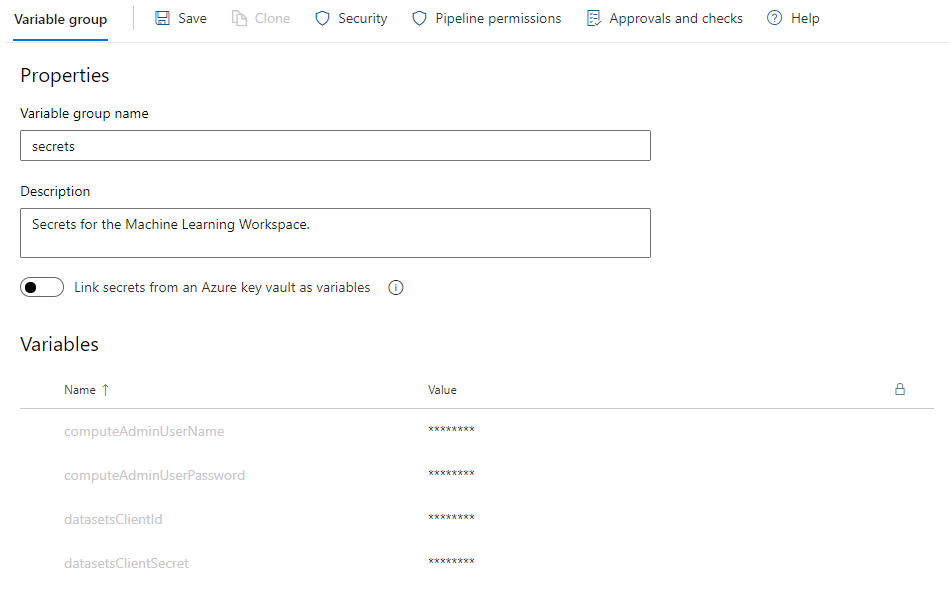 Variable group Save Clone Security Pipeline permissions Approvals and checks Help
Properties
Variable group name
secrets
Description
Secrets for the Machine Learning Workspace.
Link secrets from an Azure key vault as variables
Variables
Name ↑ Value
computeAdminUserName ********
computeAdminUserPassword ********
datasetsClientId ********
datasetsClientSecret ********